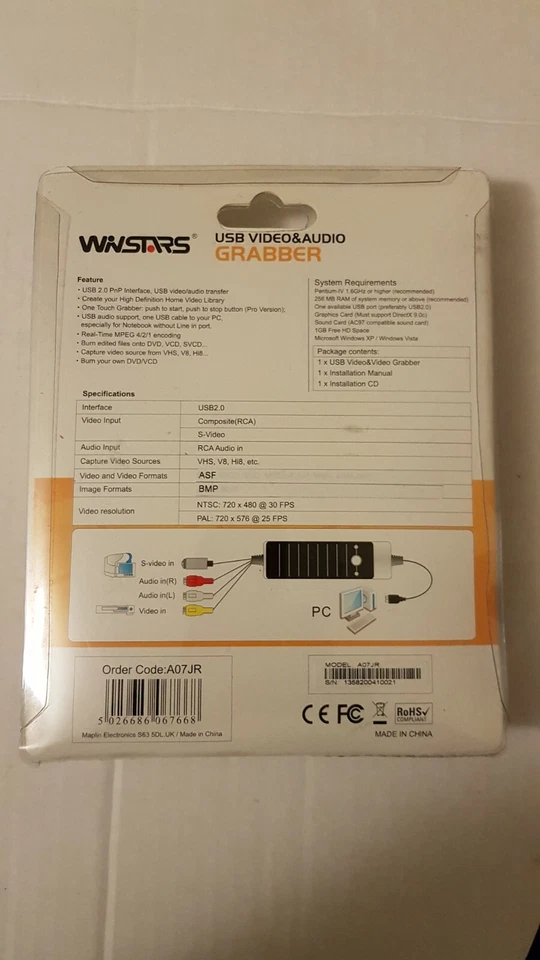 WINSTARS®
USB VIDEO&AUDIO
GRABBER
Feature
• USB 2.0 PnP Interface, USB video/audio transfer
• Create your High Definition Home Video Library
• One Touch Grabber: push to start, push to stop button (Pro Version);
• USB audio support, one USB cable to your PC,
especially for Notebook without Line in port.
• Real-Time MPEG 4/2/1 encoding
• Burn edited files onto DVD, VCD, SVCD...
• Capture video source from VHS, V8, Hi8...
• Burn your own DVD/VCD
System Requirements
Pentium-IV 1.6GHz or higher (recommended)
256 MB RAM of system memory or above (recommended)
One available USB port (preferably USB2.0)
Graphics Card (Must support DirectX 9.0c)
Sound Card (AC97 compatible sound card)
1GB Free HD Space
Microsoft Windows XP / Windows Vista
Package contents:
1 x USB Video&Video Grabber
1 x Installation Manual
1 x Installation CD
Specifications
Interface USB2.0
Video Input Composite(RCA)
S-Video
Audio Input RCA Audio in
Capture Video Sources VHS, V8, Hi8, etc.
Video and Video Formats ASF
Image Formats BMP
Video resolution NTSC: 720 x 480 @ 30 FPS
PAL: 720 x 576 @ 25 FPS
S-video in
Audio in(R)
Audio in(L)
Video in
PC
Order Code:A07JR
5 026686 067668
Maplin Electronics S63 5DL.UK / Made in China
MODEL: A07JR
S/N 1358200410021
CE FC RoHS
COMPLIANT
MADE IN CHINA